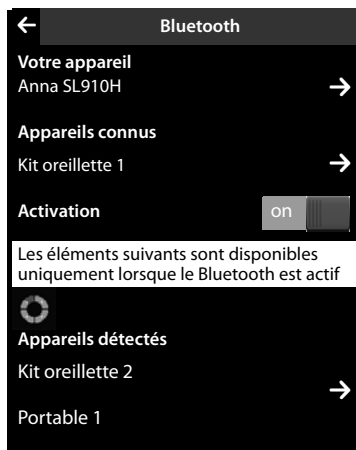 Bluetooth
Votre appareil
Anna SL910H
Appareils connus
Kit oreillette 1
Activation
on
Les éléments suivants sont disponibles
uniquement lorsque le Bluetooth est actif
Appareils détectés
Kit oreillette 2
Portable 1